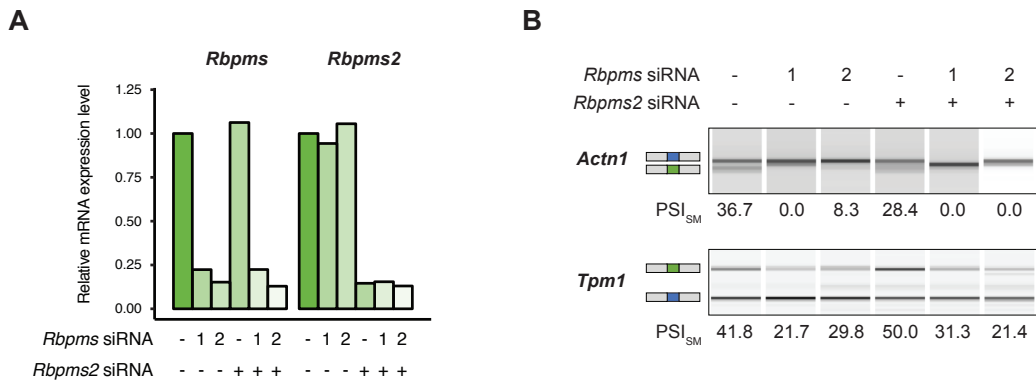 A
Rbpms Rbpms2
Relative mRNA expression level
1.25
1.00
0.75
0.50
0.25
0.00
Rbpms siRNA - 1 2 - 1 2 - 1 2 - 1 2
Rbpms2 siRNA - - - + + + - - - + + +
B
Rbpms siRNA - 1 2 - 1 2
Rbpms2 siRNA - - - + + +
Actn1
PSISM 36.7 0.0 8.3 28.4 0.0 0.0
Tpm1
PSISM 41.8 21.7 29.8 50.0 31.3 21.4